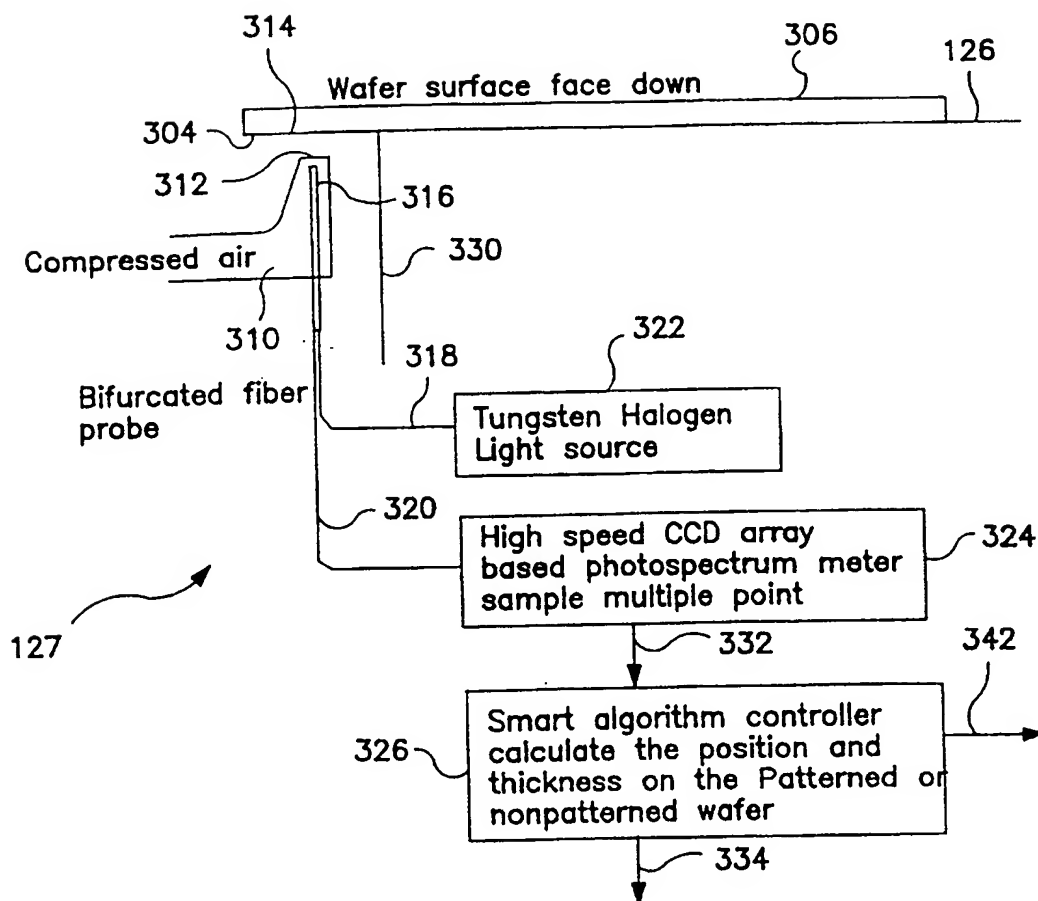 314
306
126
Wafer surface face down
304
312
316
Compressed air
330
310
322
318
Bifurcated fiber
probe
Tungsten Halogen
Light source
320
High speed CCD array
based photospectrum meter
sample multiple point
324
127
332
342
Smart algorithm controller
calculate the position and
thickness on the Patterned or
nonpatterned wafer
326
334